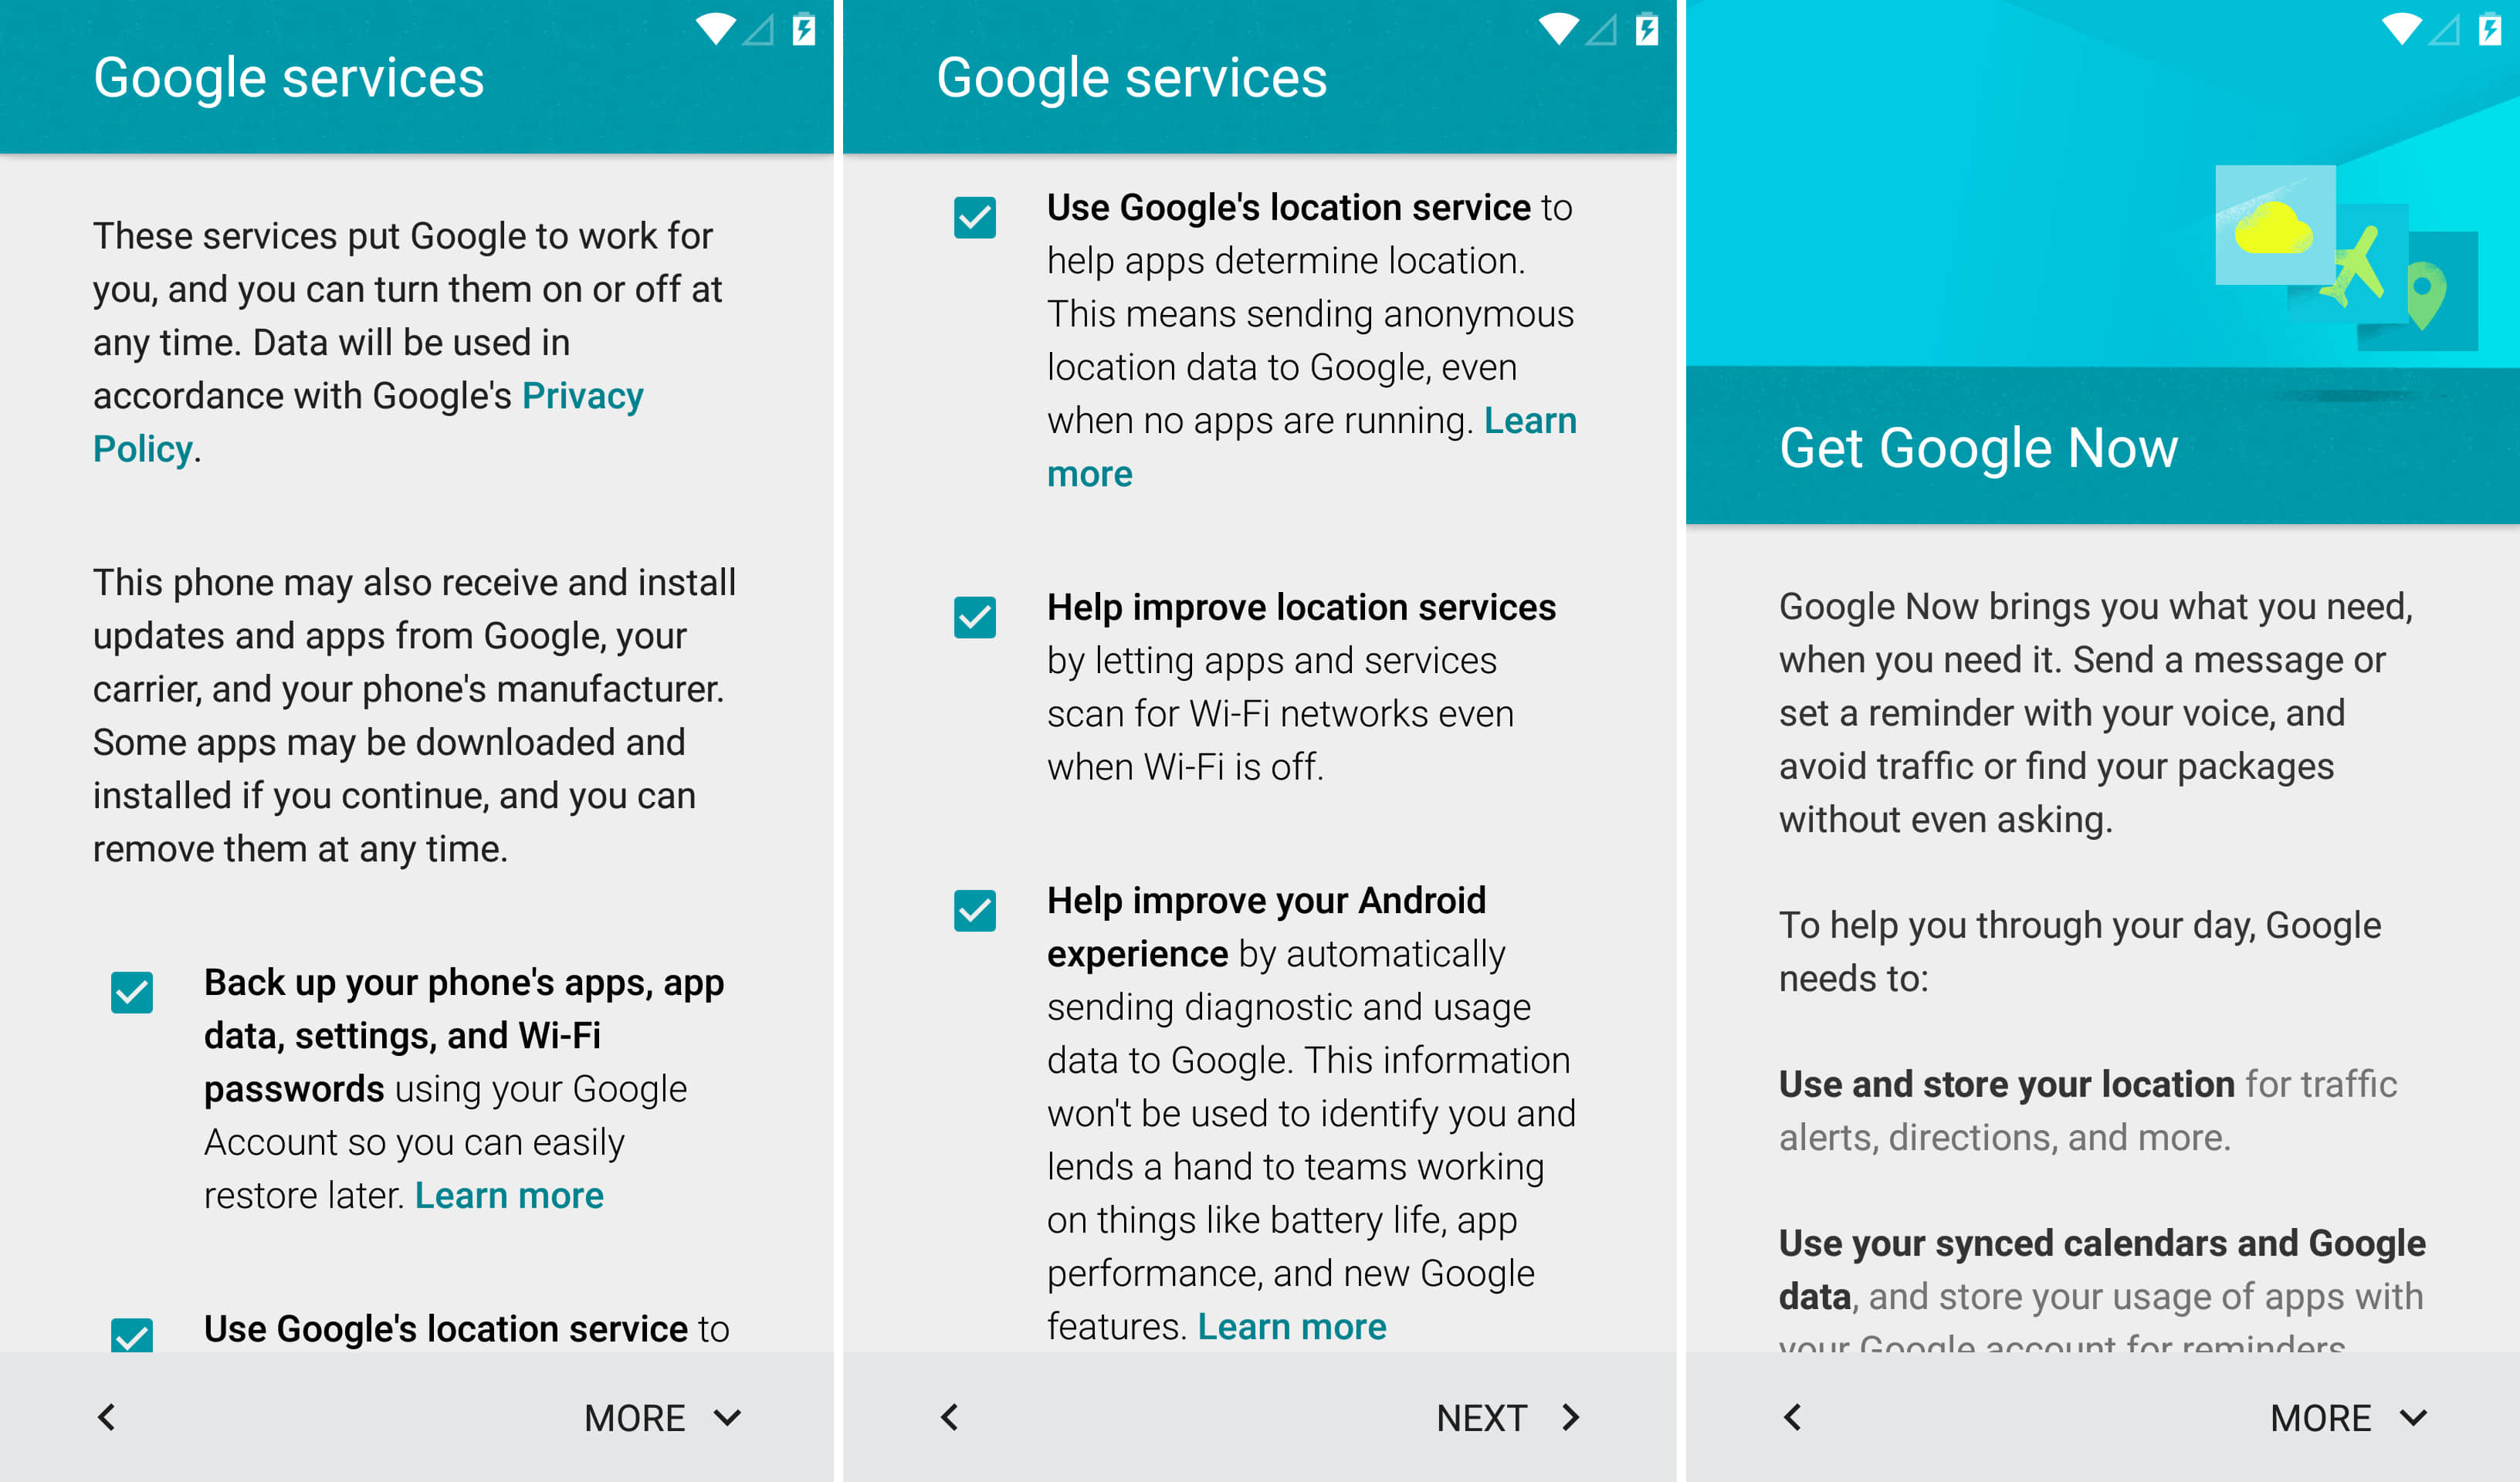 Google services
These services put Google to work for
you, and you can turn them on or off at
any time. Data will be used in
accordance with Google's Privacy
Policy.
This phone may also receive and install
updates and apps from Google, your
carrier, and your phone's manufacturer.
Some apps may be downloaded and
installed if you continue, and you can
remove them at any time.
Back up your phone's apps, app
data, settings, and Wi-Fi
passwords using your Google
Account so you can easily
restore later. Learn more
Use Google's location service to
MORE
Google services
Use Google's location service to
help apps determine location.
This means sending anonymous
location data to Google, even
when no apps are running. Learn
more
Help improve location services
by letting apps and services
scan for Wi-Fi networks even
when Wi-Fi is off.
Help improve your Android
experience by automatically
sending diagnostic and usage
data to Google. This information
won't be used to identify you and
lends a hand to teams working
on things like battery life, app
performance, and new Google
features. Learn more
NEXT
Get Google Now
Google Now brings you what you need,
when you need it. Send a message or
set a reminder with your voice, and
avoid traffic or find your packages
without even asking.
To help you through your day, Google
needs to:
Use and store your location for traffic
alerts, directions, and more.
Use your synced calendars and Google
data, and store your usage of apps with
your Google account for reminders
MORE